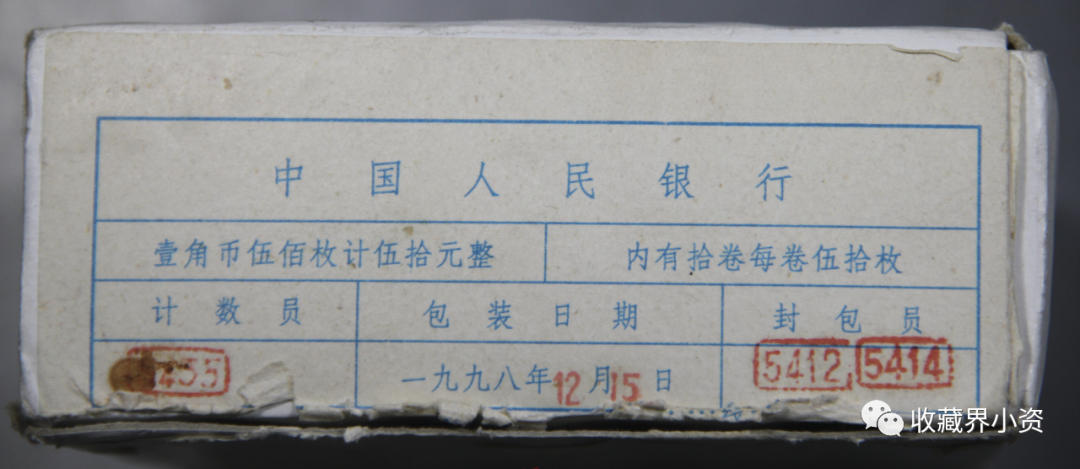 中国人民银行
壹角币伍佰枚计伍拾元整 内有拾卷每卷伍拾枚
计数员 包装日期 封包员
一九九八年12月15日 5412 5414
收藏界小资